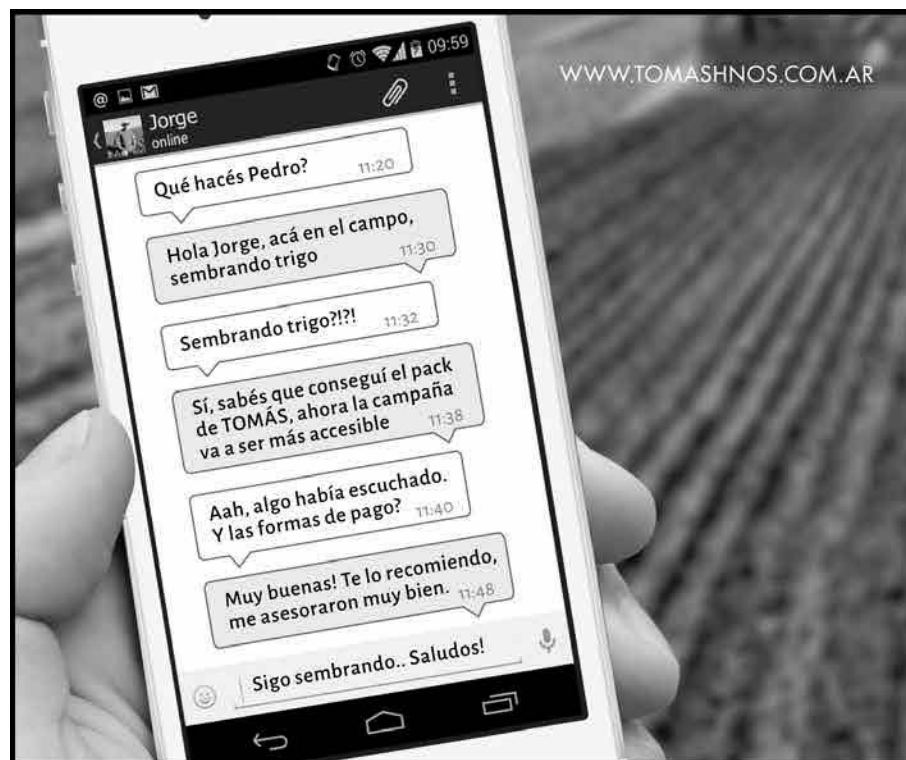 09:59
WWW.TOMASHNOS.COM.AR
Jorge
online
Qué hacés Pedro? 11:20
Hola Jorge, acá en el campo,
sembrando trigo 11:30
Sembrando trigo?!?! 11:32
Sí, sabés que conseguí el pack
de TOMÁS, ahora la campaña
va a ser más accesible 11:38
Aah, algo había escuchado.
Y las formas de pago? 11:40
Muy buenas! Te lo recomiendo,
me asesoraron muy bien. 11:48
Sigo sembrando.. Saludos!